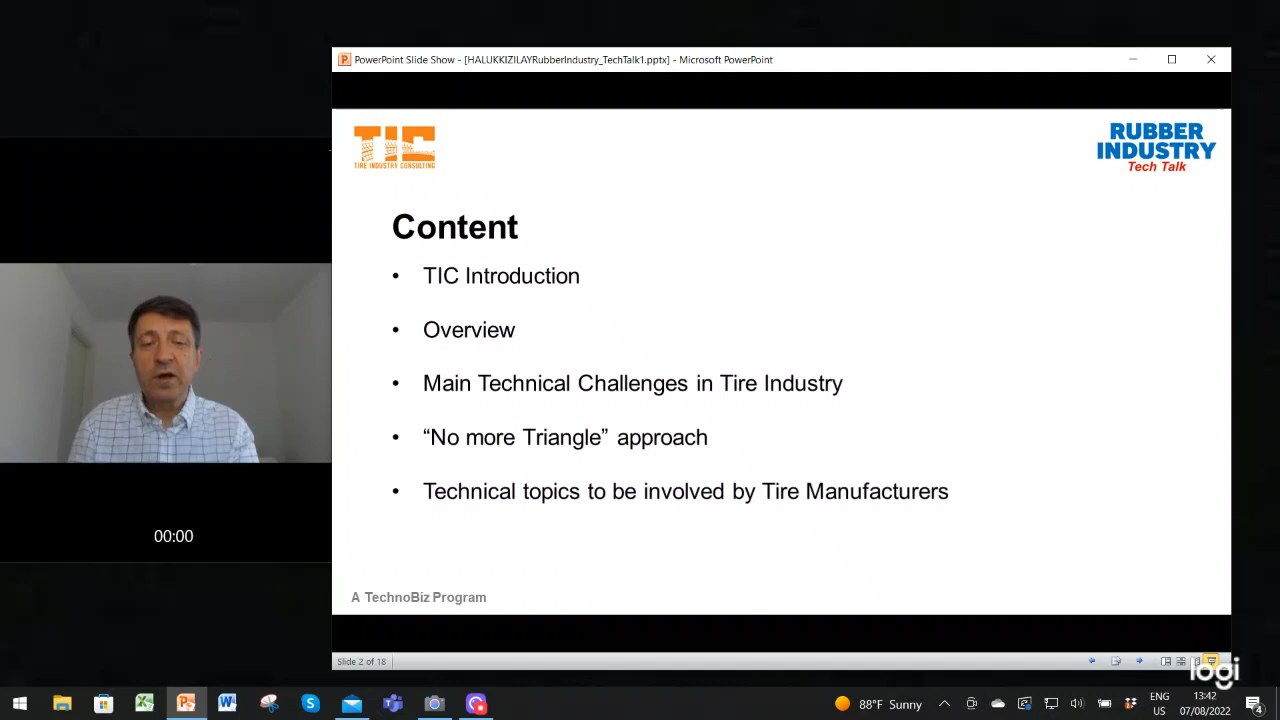 PowerPoint Slide Show - [HALUKKIZILAYRubberIndustry_TechTalk1.pptx] - Microsoft PowerPoint
TIC
TIRE INDUSTRY CONSULTING
RUBBER
INDUSTRY
Tech Talk
Content
• TIC Introduction
• Overview
• Main Technical Challenges in Tire Industry
• “No more Triangle” approach
• Technical topics to be involved by Tire Manufacturers
00:00
A TechnoBiz Program
Slide 2 of 18
logi
88°F Sunny
ENG
US
13:42
07/08/2022
4